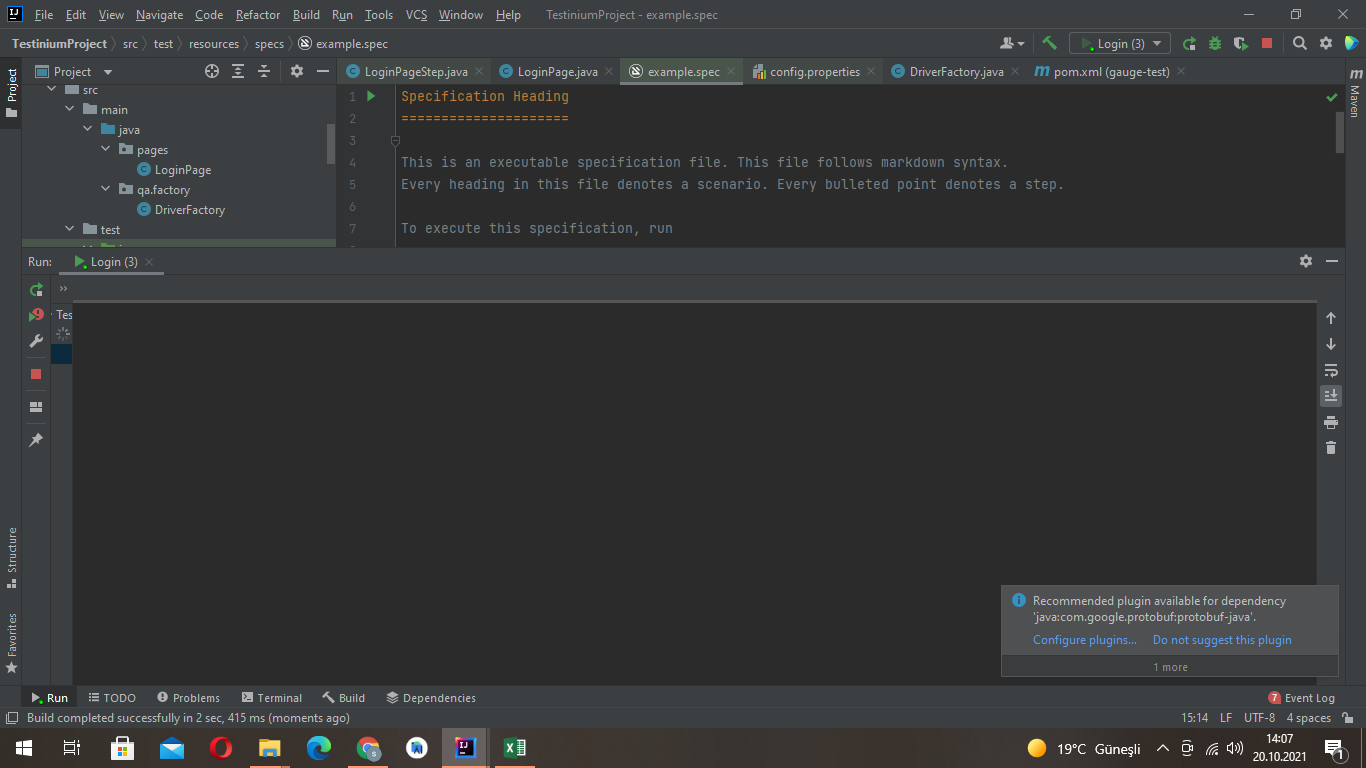 IJ File Edit View Navigate Code Refactor Build Run Tools VCS Window Help TestiniumProject - example.spec
TestiniumProject src test resources specs example.spec Login (3)
Project LoginPageStep.java LoginPage.java example.spec config.properties DriverFactory.java m pom.xml (gauge-test) m
Project
Maven
src
main
java
pages
LoginPage
qa.factory
DriverFactory
test
1 Specification Heading
2 =====================
3
4 This is an executable specification file. This file follows markdown syntax.
5 Every heading in this file denotes a scenario. Every bulleted point denotes a step.
6
7 To execute this specification, run
Run: Login (3)
››
Tes
Structure
Favorites
Recommended plugin available for dependency
'java:com.google.protobuf:protobuf-java'.
Configure plugins... Do not suggest this plugin
1 more
Run TODO Problems Terminal Build Dependencies 7 Event Log
Build completed successfully in 2 sec, 415 ms (moments ago) 15:14 LF UTF-8 4 spaces
19°C Güneşli 14:07
20.10.2021 1